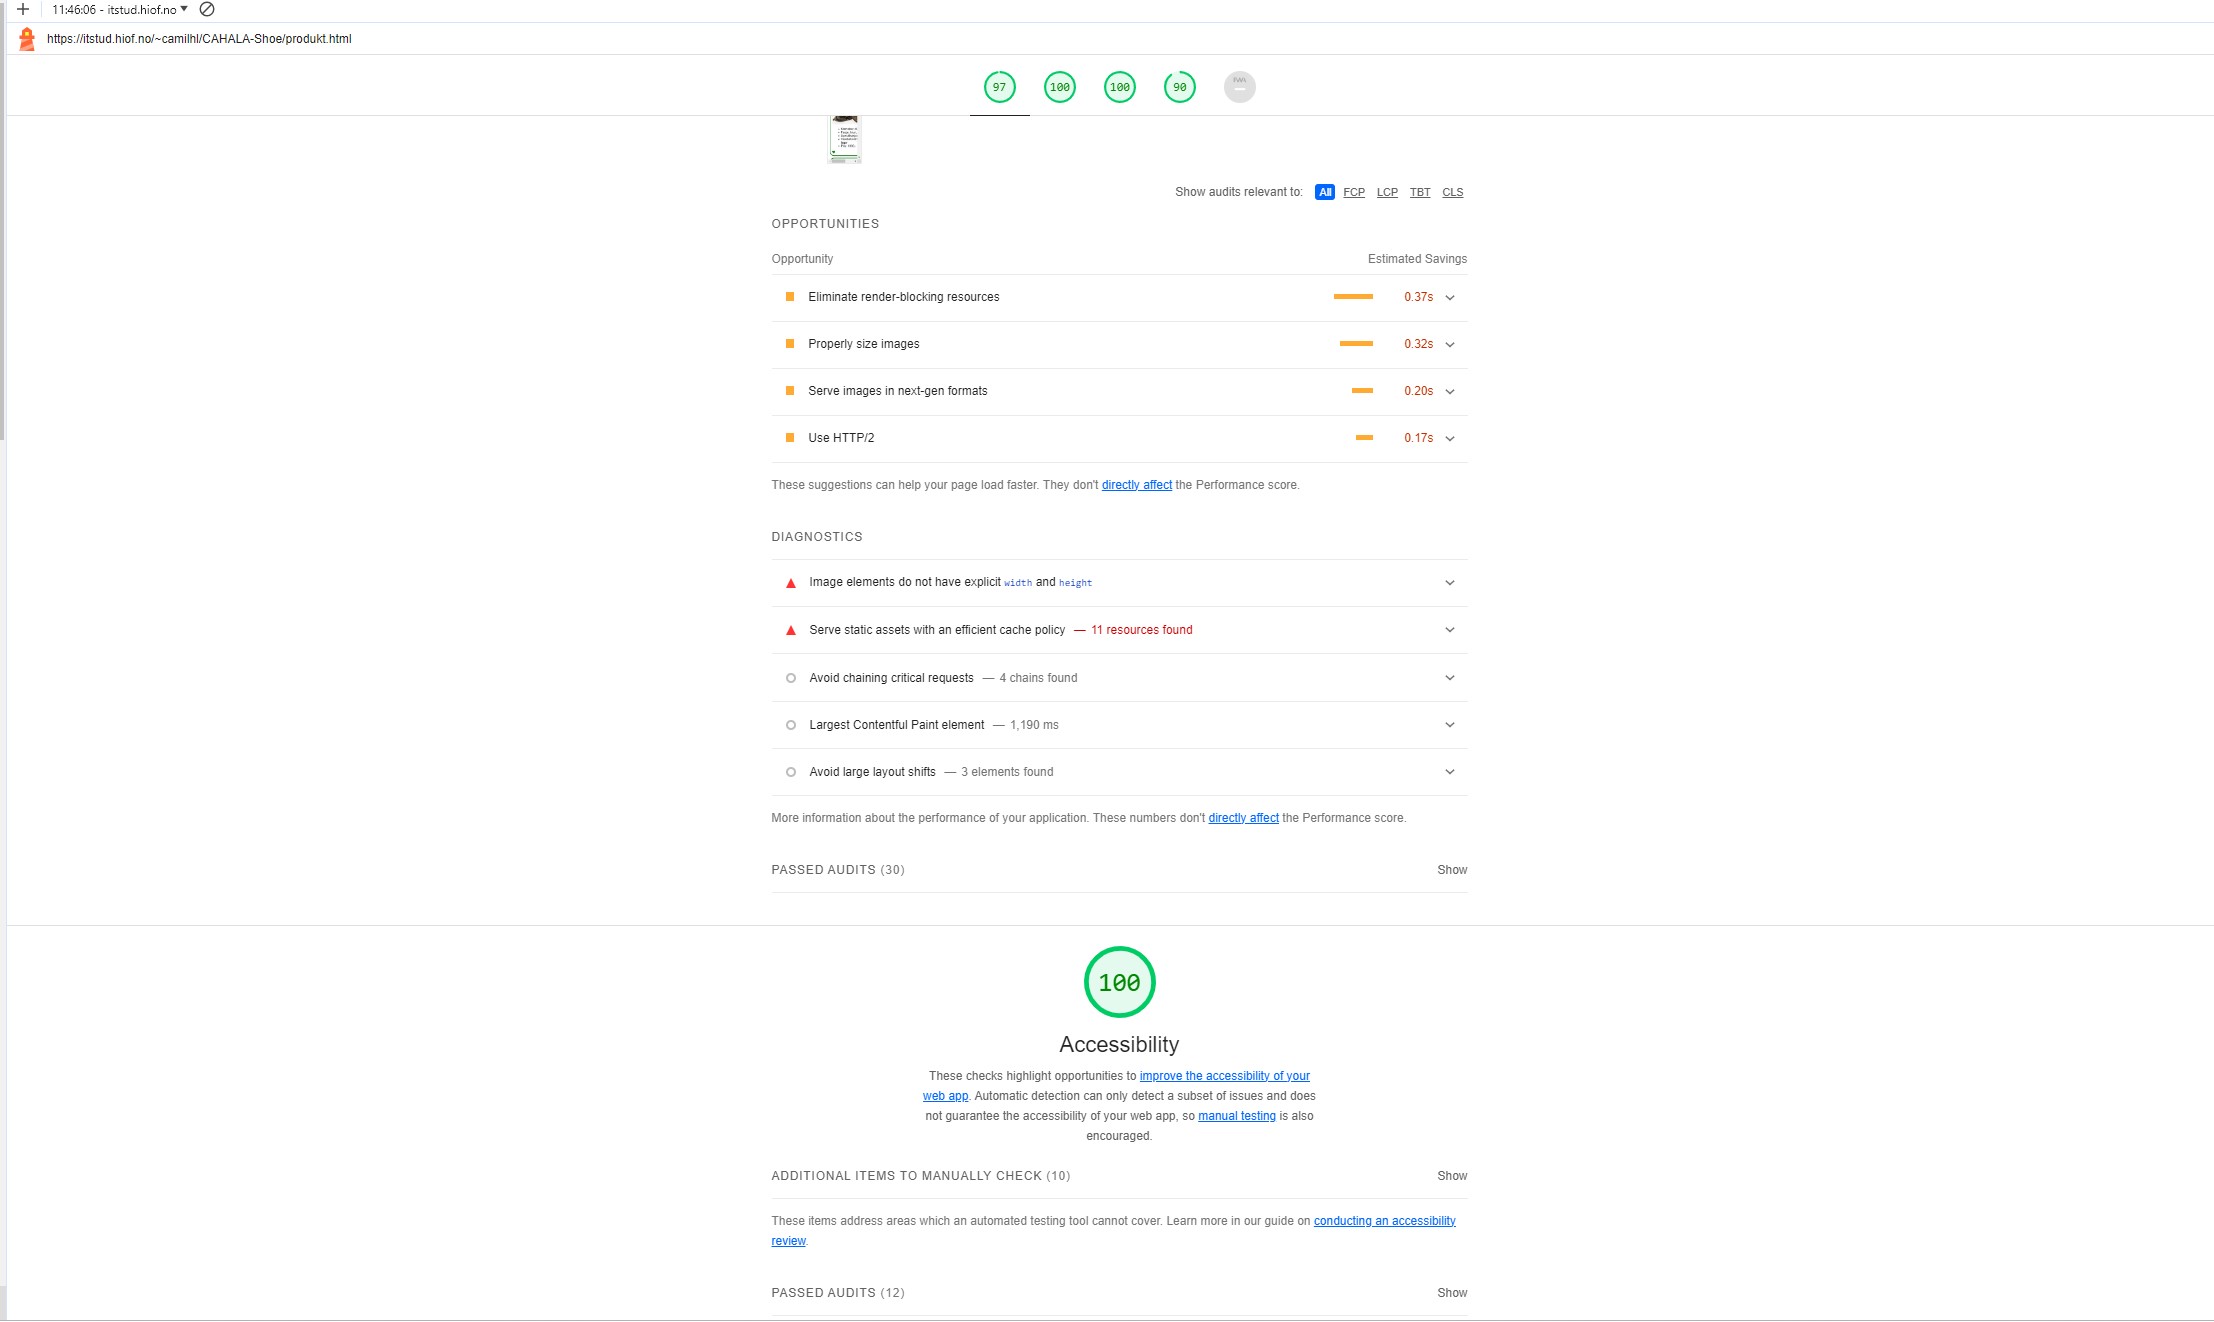 11:46:06 - itstud.hiof.no
https://itstud.hiof.no/~camilhl/CAHALA-Shoe/produkt.html
97 100 100 90
Show audits relevant to: All FCP LCP TBT CLS
OPPORTUNITIES
Opportunity Estimated Savings
Eliminate render-blocking resources 0.37s
Properly size images 0.32s
Serve images in next-gen formats 0.20s
Use HTTP/2 0.17s
These suggestions can help your page load faster. They don't directly affect the Performance score.
DIAGNOSTICS
Image elements do not have explicit width and height
Serve static assets with an efficient cache policy — 11 resources found
Avoid chaining critical requests — 4 chains found
Largest Contentful Paint element — 1,190 ms
Avoid large layout shifts — 3 elements found
More information about the performance of your application. These numbers don't directly affect the Performance score.
PASSED AUDITS (30) Show
100
Accessibility
These checks highlight opportunities to improve the accessibility of your
web app. Automatic detection can only detect a subset of issues and does
not guarantee the accessibility of your web app, so manual testing is also
encouraged.
ADDITIONAL ITEMS TO MANUALLY CHECK (10) Show
These items address areas which an automated testing tool cannot cover. Learn more in our guide on conducting an accessibility
review.
PASSED AUDITS (12) Show